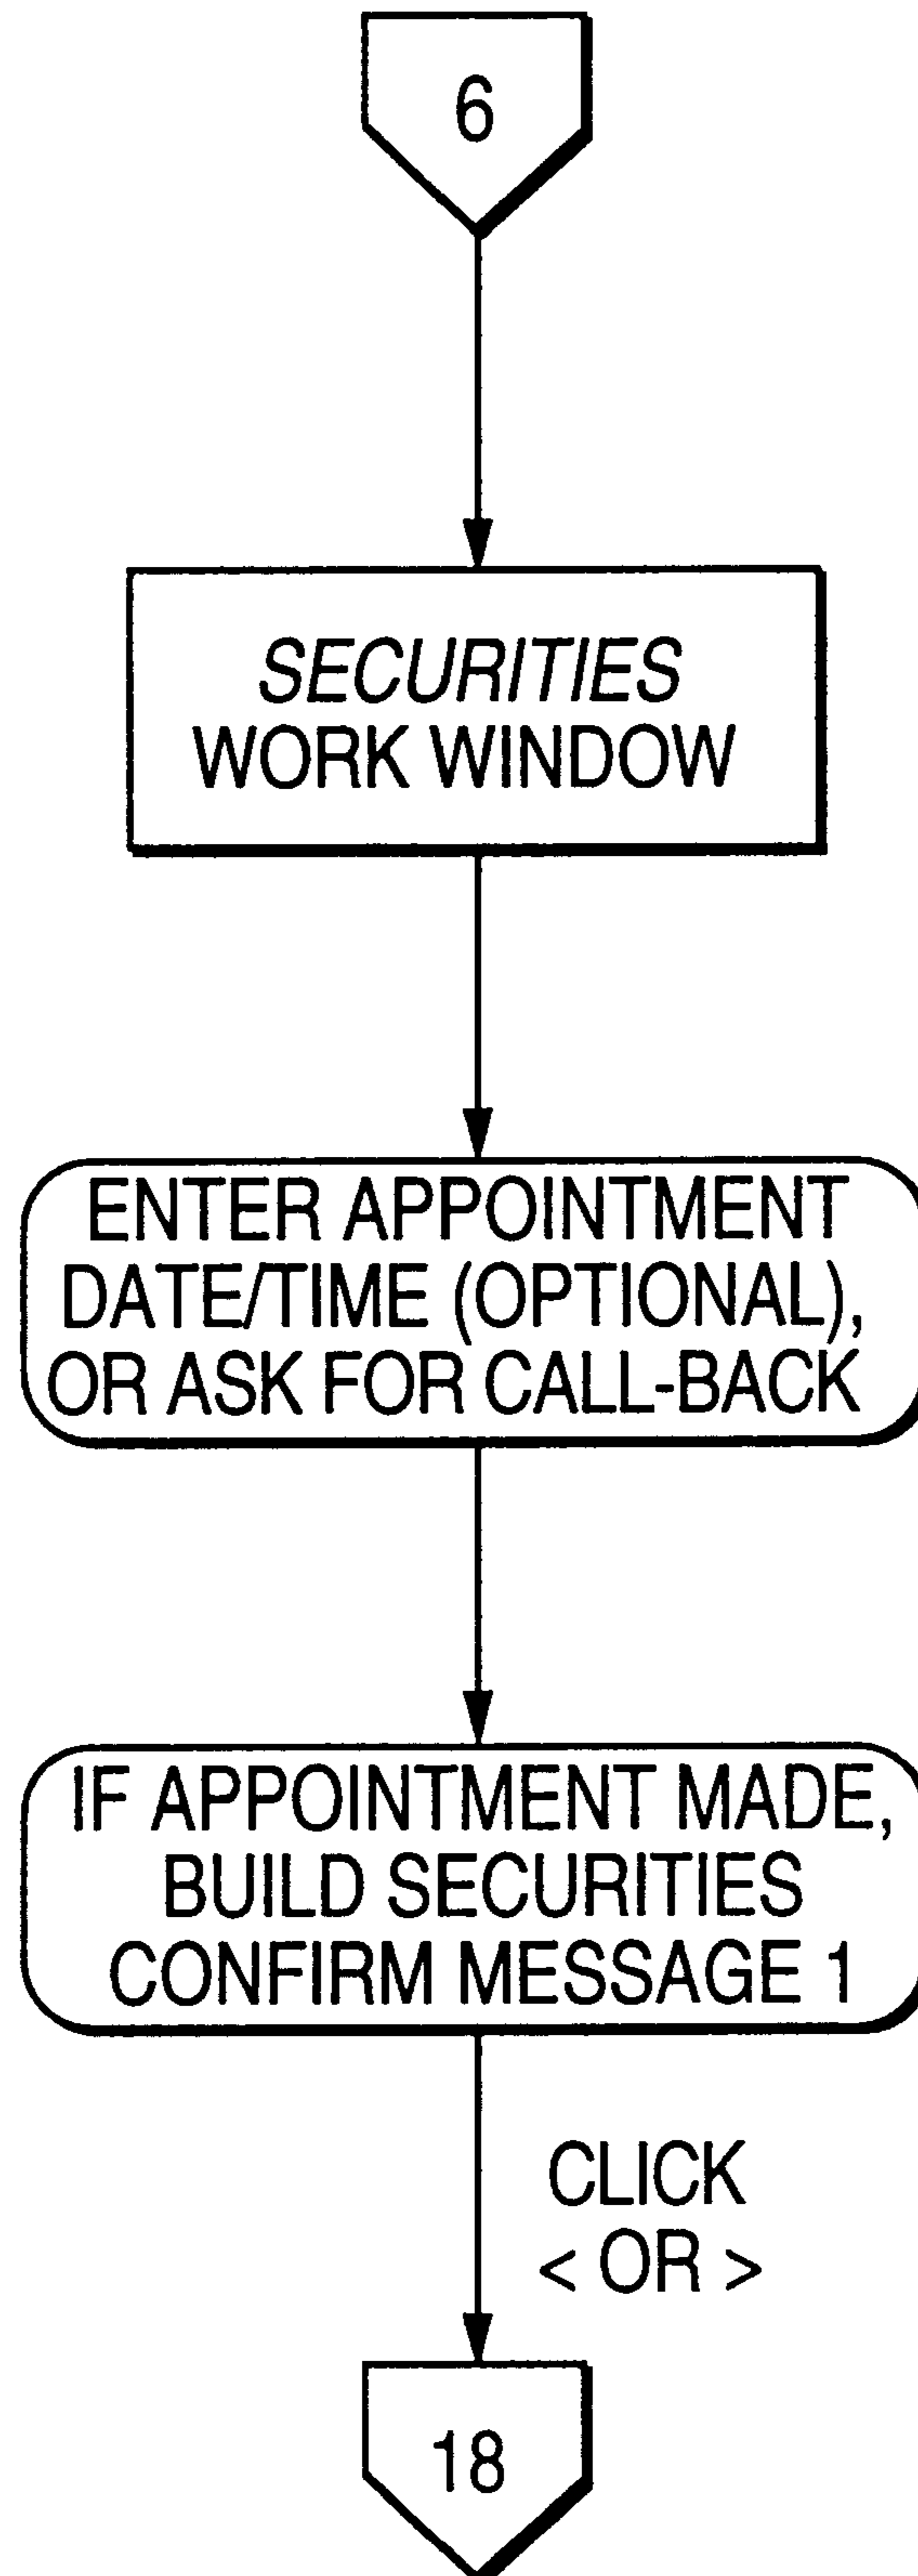 6
SECURITIES
WORK WINDOW
ENTER APPOINTMENT
DATE/TIME (OPTIONAL),
OR ASK FOR CALL-BACK
IF APPOINTMENT MADE,
BUILD SECURITIES
CONFIRM MESSAGE 1
CLICK
< OR >
18